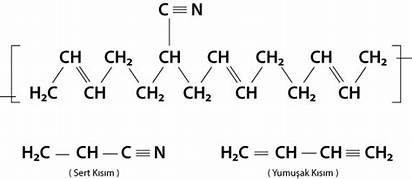 C≡N
CH CH₂ CH CH₂ CH CH₂ CH CH₂
H₂C CH CH₂ CH₂ CH CH₂ CH
H₂C — CH — C≡N H₂C = CH — CH≡CH₂
( Sert Kısım ) ( Yumuşak Kısım )